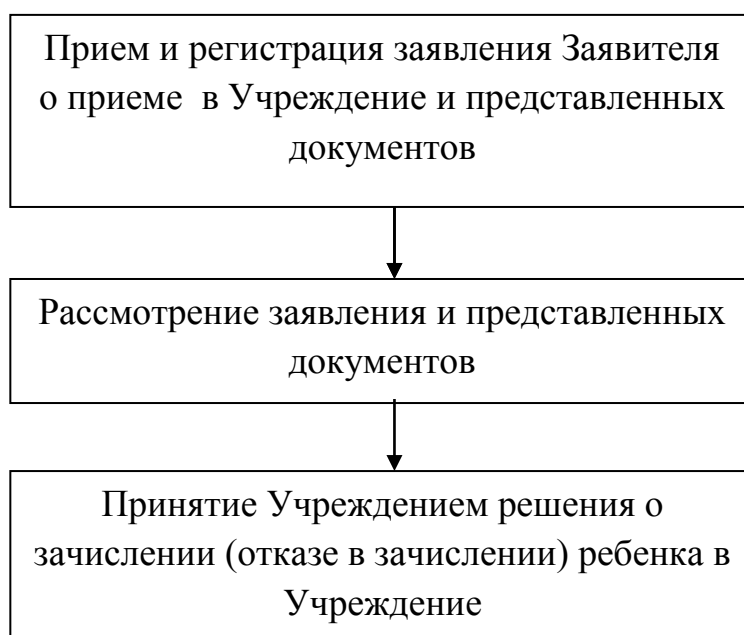 Прием и регистрация заявления Заявителя
о приеме в Учреждение и представленных
документов
Рассмотрение заявления и представленных
документов
Принятие Учреждением решения о
зачислении (отказе в зачислении) ребенка в
Учреждение